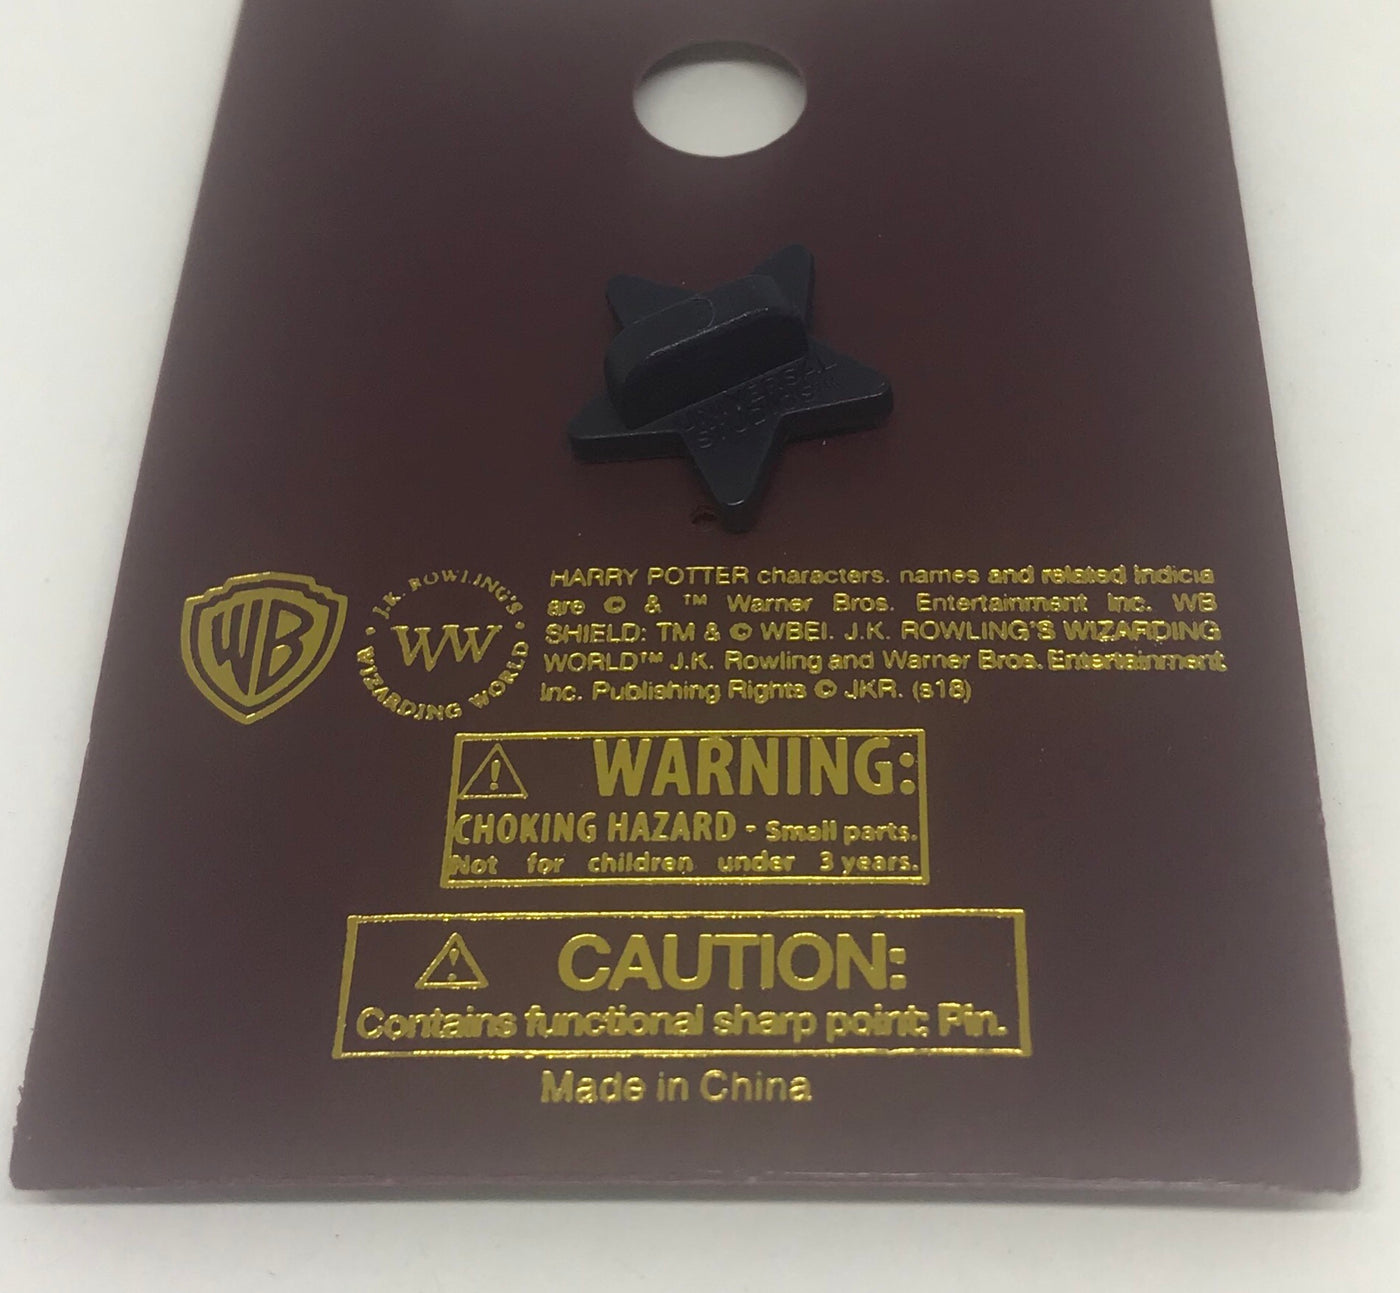 UNIVERSAL
STUDIOS™
WB
J.K. ROWLING'S
WW
WIZARDING WORLD
HARRY POTTER characters, names and related indicia
are © & ™ Warner Bros. Entertainment Inc. WB
SHIELD: TM & © WBEI. J.K. ROWLING'S WIZARDING
WORLD™ J.K. Rowling and Warner Bros. Entertainment
Inc. Publishing Rights © JKR. (s18)
WARNING:
CHOKING HAZARD - Small parts.
Not for children under 3 years.
CAUTION:
Contains functional sharp point: Pin.
Made in China